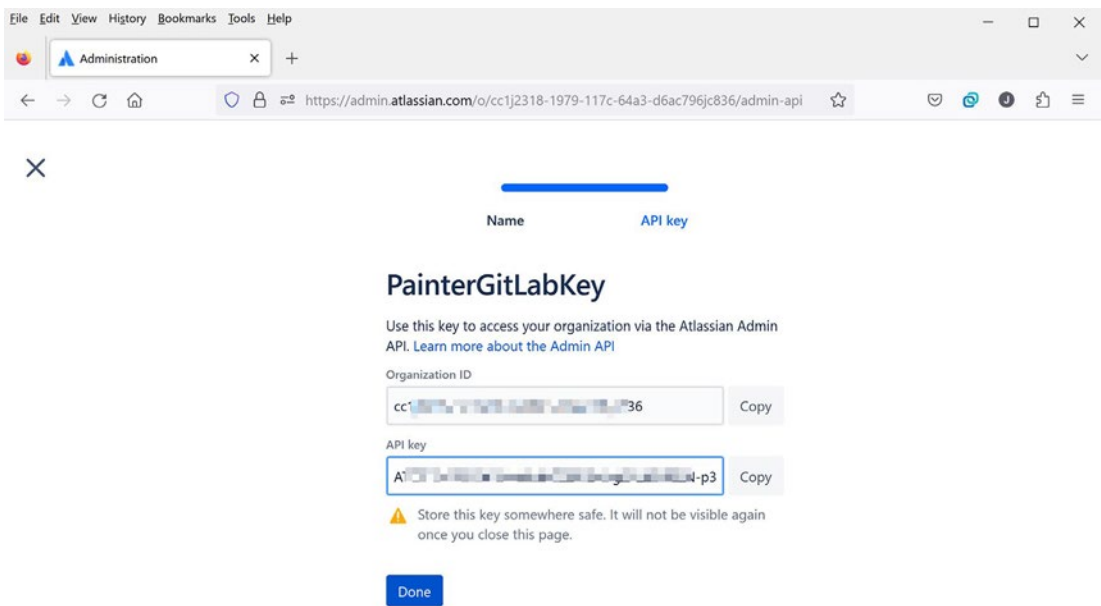 File Edit View History Bookmarks Tools Help
Administration
https://admin.atlassian.com/o/cc1j2318-1979-117c-64a3-d6ac796jc836/admin-api
Name API key
PainterGitLabKey
Use this key to access your organization via the Atlassian Admin
API. Learn more about the Admin API
Organization ID
Copy
API key
Copy
Store this key somewhere safe. It will not be visible again
once you close this page.
Done